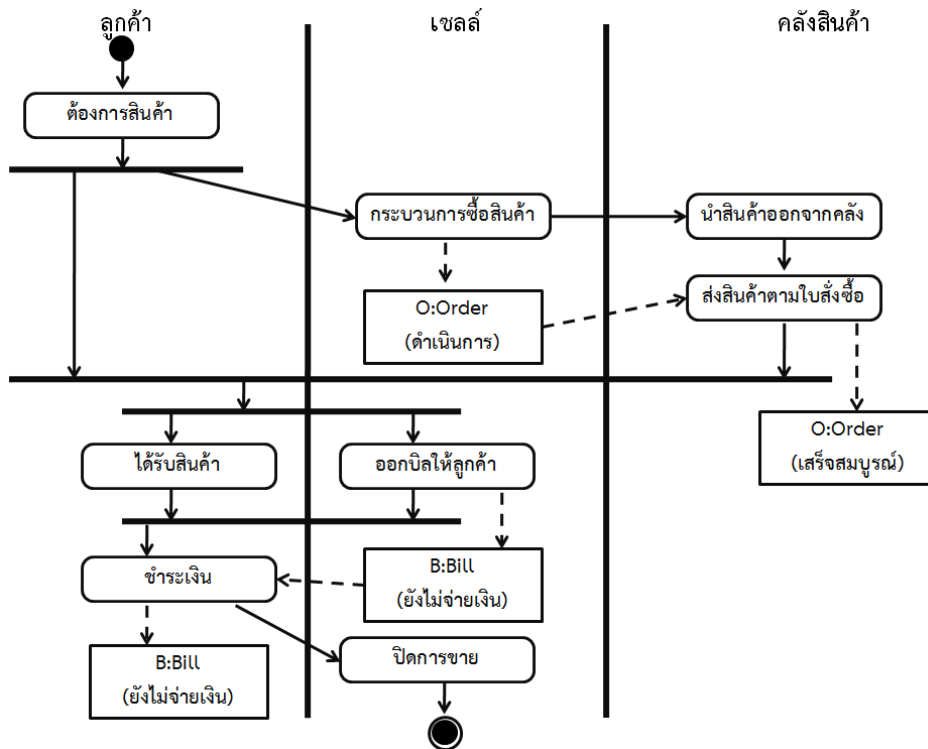 ลูกค้า
เซลล์
คลังสินค้า
ต้องการสินค้า
กระบวนการซื้อสินค้า
นำสินค้าออกจากคลัง
O:Order
(ดำเนินการ)
ส่งสินค้าตามใบสั่งซื้อ
O:Order
(เสร็จสมบูรณ์)
ได้รับสินค้า
ออกบิลให้ลูกค้า
ชำระเงิน
B:Bill
(ยังไม่จ่ายเงิน)
B:Bill
(ยังไม่จ่ายเงิน)
ปิดการขาย